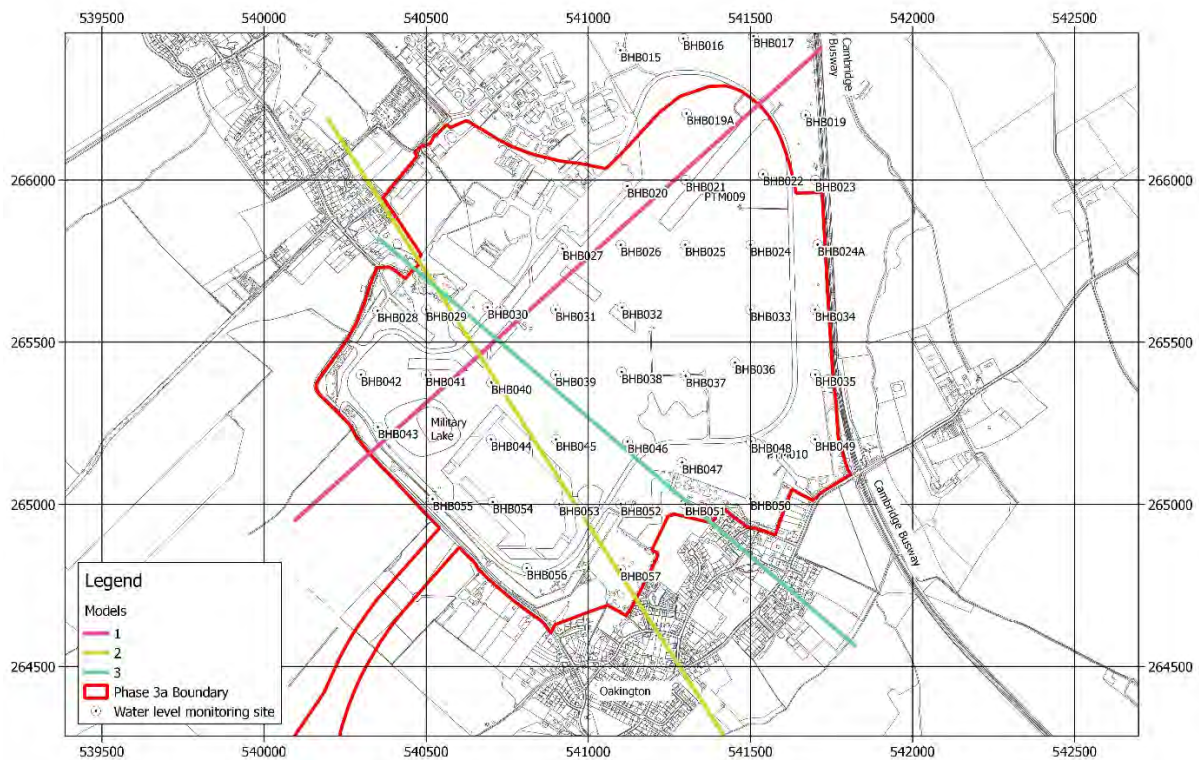 539500 540000 540500 541000 541500 542000 542500
BHB016 BHB017
BHB015
Cambridge
Busway
BHB019A BHB019
266000 266000
BHB020 BHB021 BHB022 BHB023
PTM009
BHB027 BHB026 BHB025 BHB024 BHB024A
BHB028 BHB029 BHB030 BHB031 BHB032 BHB033 BHB034
265500 265500
BHB042 BHB041 BHB040 BHB039 BHB038 BHB037 BHB036 BHB035
BHB043 Military
Lake
BHB044 BHB045 BHB046 BHB048 BHB049
BHB047
265000 265000
BHB055 BHB054 BHB053 BHB052 BHB051 BHB050
Cambridge Busway
BHB056 BHB057
Legend
Models
1
2
3
Phase 3a Boundary
Water level monitoring site
264500 264500
Oakington
539500 540000 540500 541000 541500 542000 542500